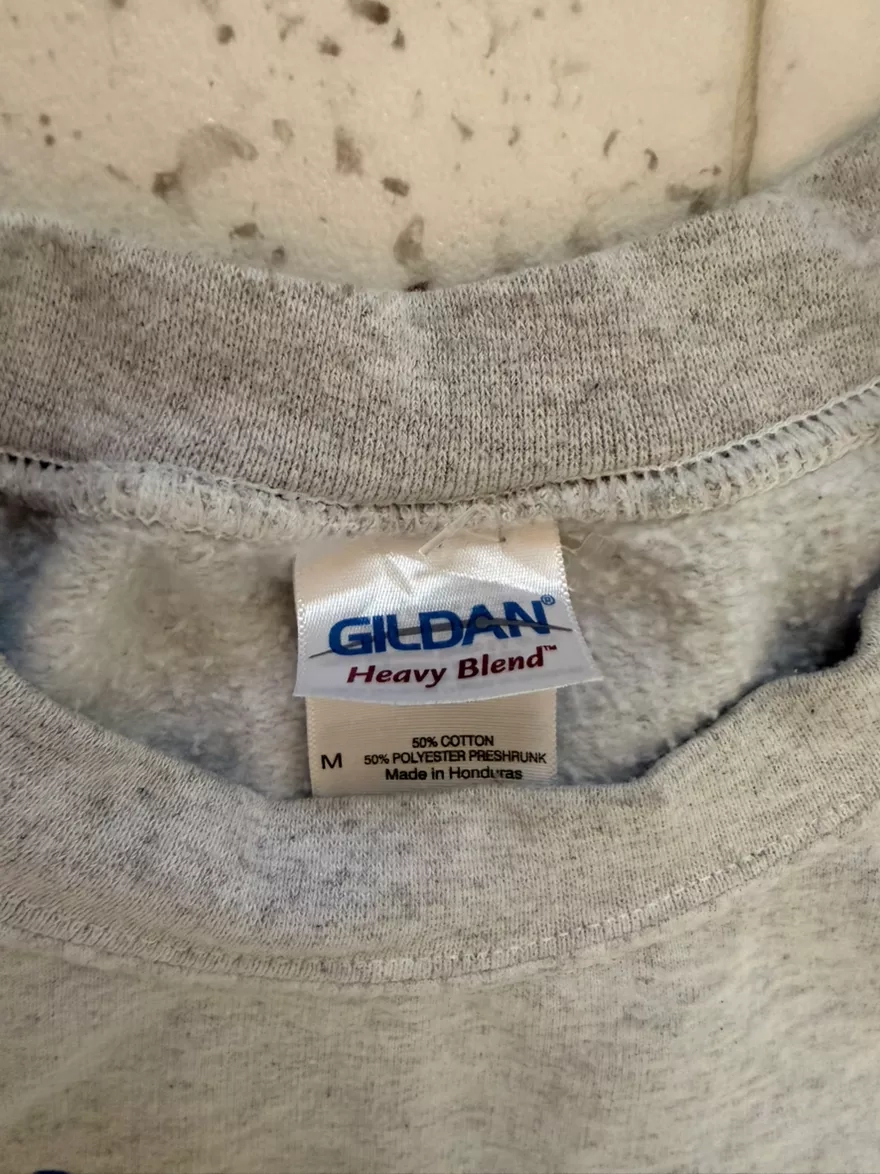 GILDAN®
Heavy Blend™
50% COTTON
M 50% POLYESTER PRESHRUNK
Made in Honduras